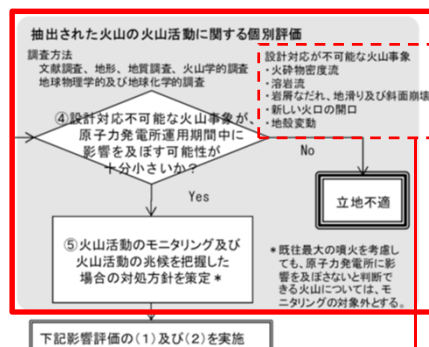 抽出された火山の火山活動に関する個別評価
調査方法
文献調査、地形、地質調査、火山学的調査
地球物理学的及び地球化学的調査
設計対応が不可能な火山事象
・火砕物密度流
・溶岩流
・岩屑なだれ、地滑り及び斜面崩壊
・新しい火口の開口
・地殻変動
④設計対応不可能な火山事象が、
原子力発電所運用期間中に
影響を及ぼす可能性が
十分小さいか？
No
Yes
立地不適
⑤火山活動のモニタリング及び
火山活動の兆候を把握した
場合の対処方針を策定*
*既往最大の噴火を考慮し
ても、原子力発電所に影
響を及ぼさないと判断で
きる火山については、モ
ニタリングの対象外とする。
下記影響評価の(1)及び(2)を実施